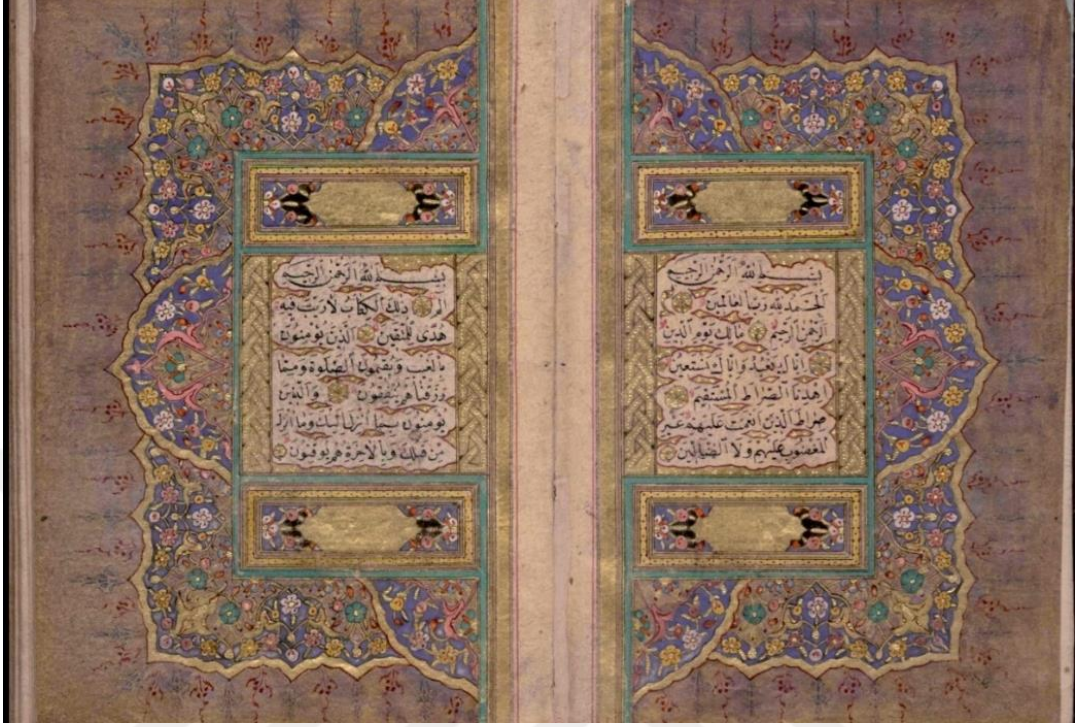 بسم الله الرحمن الرحيم
الحمد لله رب العالمين
الرحمن الرحيم مالك يوم الدين
اياك نعبد واياك نستعين
اهدنا الصراط المستقيم
صراط الذين انعمت عليهم غير
المغضوب عليهم ولا الضالين
بسم الله الرحمن الرحيم
الم ذلك الكتاب لا ريب فيه
هدى للمتقين الذين يؤمنون
بالغيب ويقيمون الصلوة ومما
رزقناهم ينفقون والذين
يؤمنون بما انزل اليك وما انزل
من قبلك وبالاخرة هم يوقنون